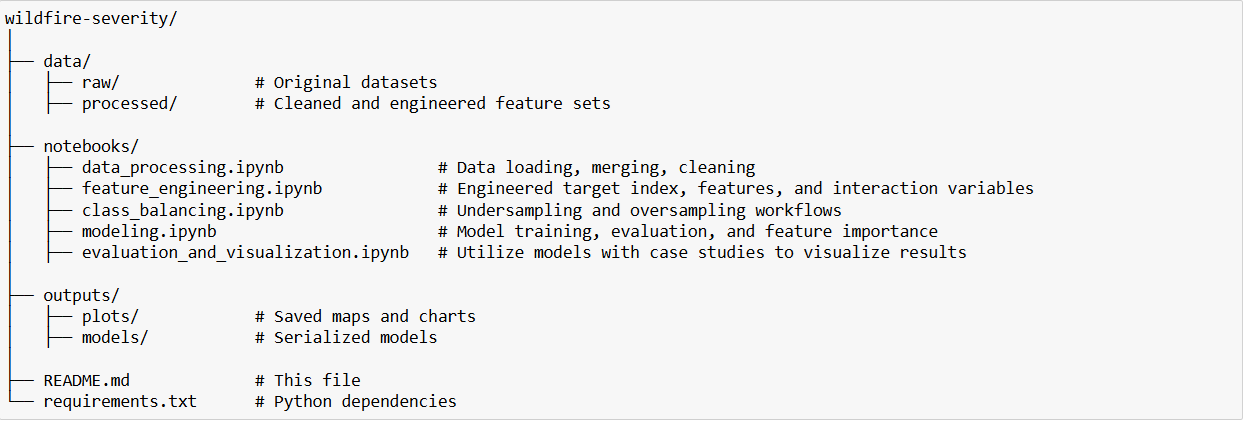 wildfire-severity/
│
├── data/
│   ├── raw/              # Original datasets
│   ├── processed/        # Cleaned and engineered feature sets
│
├── notebooks/
│   ├── data_processing.ipynb                # Data loading, merging, cleaning
│   ├── feature_engineering.ipynb            # Engineered target index, features, and interaction variables
│   ├── class_balancing.ipynb                # Undersampling and oversampling workflows
│   ├── modeling.ipynb                       # Model training, evaluation, and feature importance
│   ├── evaluation_and_visualization.ipynb   # Utilize models with case studies to visualize results
│
├── outputs/
│   ├── plots/            # Saved maps and charts
│   ├── models/           # Serialized models
│
├── README.md             # This file
└── requirements.txt      # Python dependencies